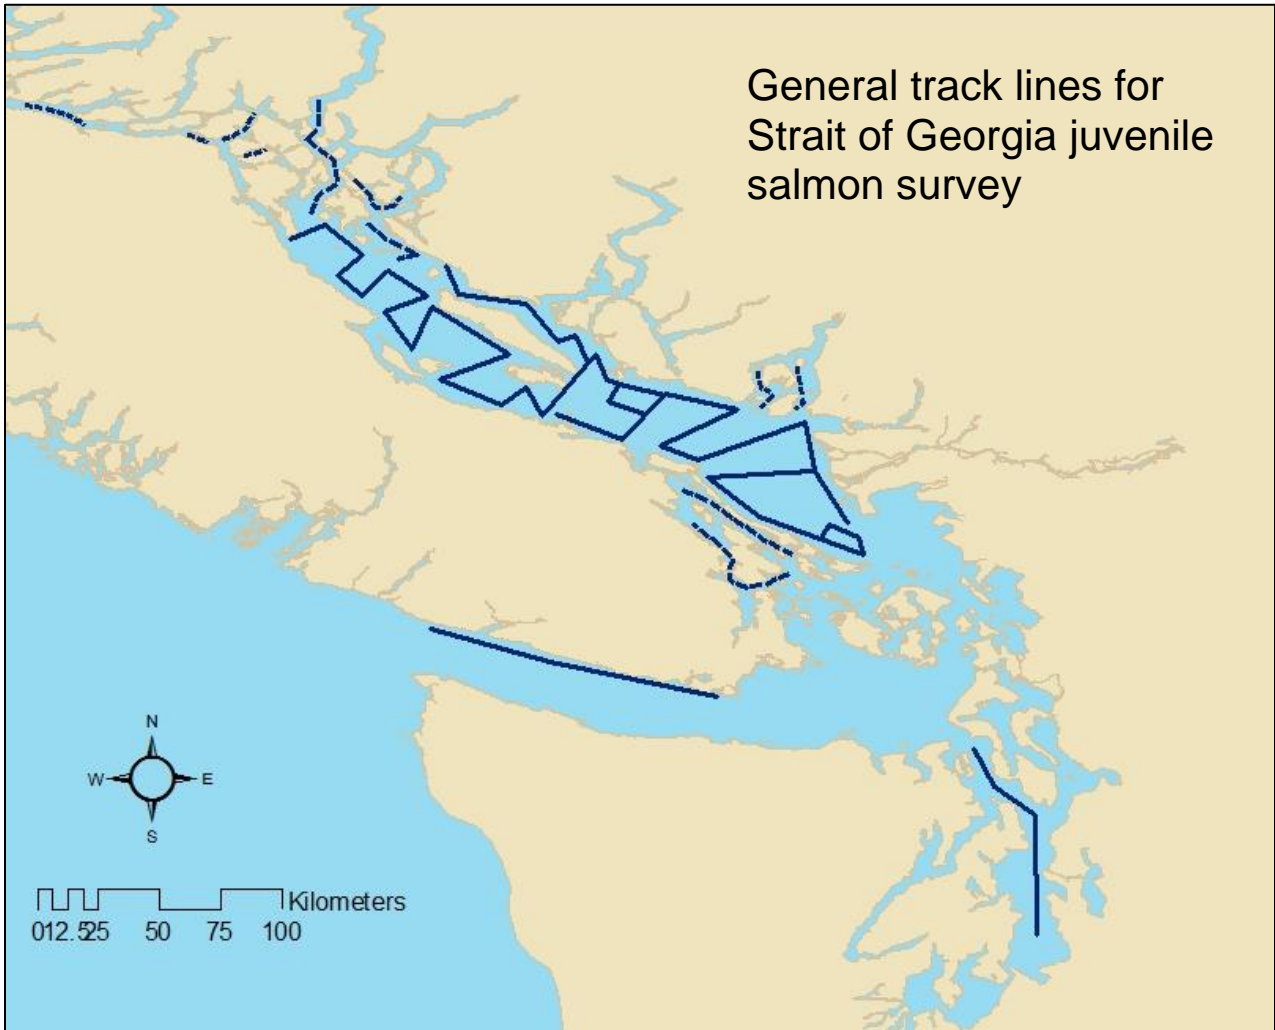 General track lines for
Strait of Georgia juvenile
salmon survey
N
W E
S
Kilometers
012.525 50 75 100